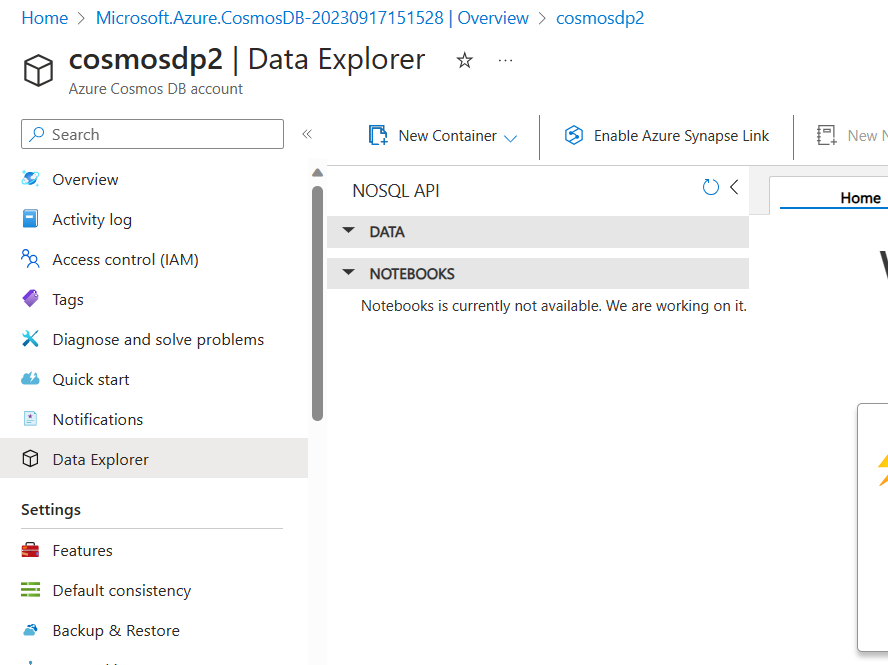 Home > Microsoft.Azure.CosmosDB-20230917151528 | Overview > cosmosdp2
cosmosdp2 | Data Explorer
Azure Cosmos DB account
Search
New Container
Enable Azure Synapse Link
New N
Overview
Activity log
Access control (IAM)
Tags
Diagnose and solve problems
Quick start
Notifications
Data Explorer
Settings
Features
Default consistency
Backup & Restore
NOSQL API
DATA
NOTEBOOKS
Notebooks is currently not available. We are working on it.
Home